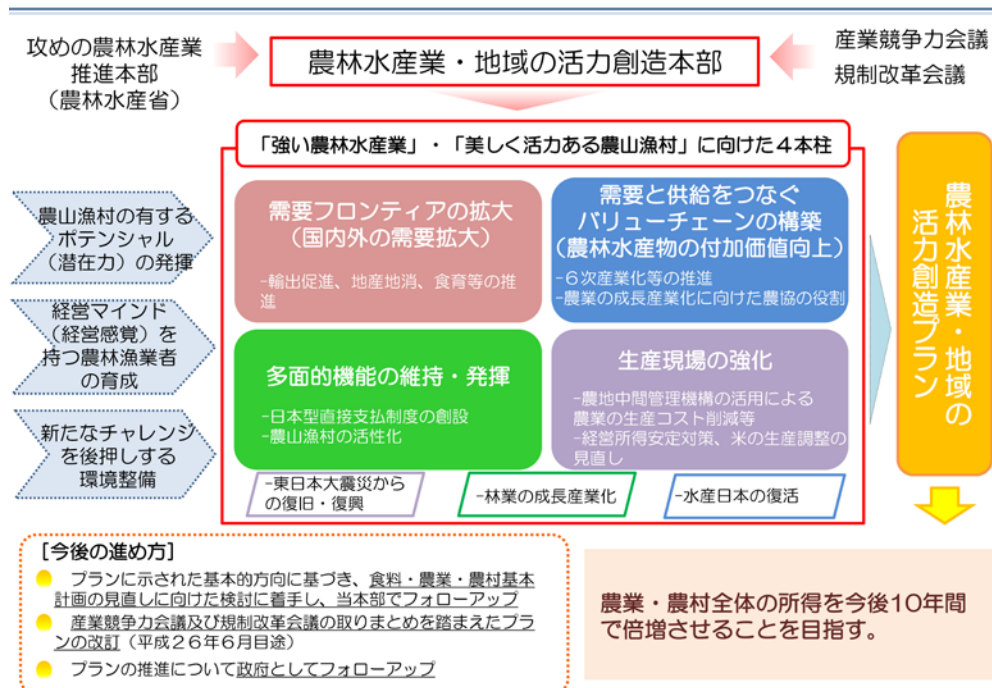 攻めの農林水産業
推進本部
（農林水産省）
農林水産業・地域の活力創造本部
産業競争力会議
規制改革会議
「強い農林水産業」・「美しく活力ある農山漁村」に向けた４本柱
農山漁村の有する
ポテンシャル
（潜在力）の発揮
経営マインド
（経営感覚）を
持つ農林漁業者
の育成
新たなチャレンジ
を後押しする
環境整備
需要フロンティアの拡大
（国内外の需要拡大）
-輸出促進、地産地消、食育等の推
進
需要と供給をつなぐ
バリューチェーンの構築
（農林水産物の付加価値向上）
-６次産業化等の推進
-農業の成長産業化に向けた農協の役割
多面的機能の維持・発揮
-日本型直接支払制度の創設
-農山漁村の活性化
生産現場の強化
-農地中間管理機構の活用による
農業の生産コスト削減等
-経営所得安定対策、米の生産調整の
見直し
-東日本大震災から
の復旧・復興
-林業の成長産業化
-水産日本の復活
農林水産業・地域の
活力創造プラン
［今後の進め方］
プランに示された基本的方向に基づき、食料・農業・農村基本
計画の見直しに向けた検討に着手し、当本部でフォローアップ
産業競争力会議及び規制改革会議の取りまとめを踏まえたプラ
ンの改訂（平成２６年６月目途）
プランの推進について政府としてフォローアップ
農業・農村全体の所得を今後10年間
で倍増させることを目指す。